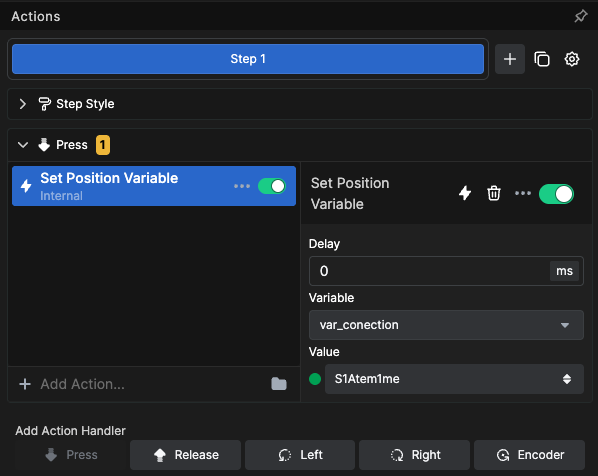 Actions
Step 1
Step Style
Press 1
Set Position Variable
Internal
Set Position
Variable
Delay
0 ms
Variable
var_conection
Value
S1Atem1me
Add Action...
Add Action Handler
Press Release Left Right Encoder